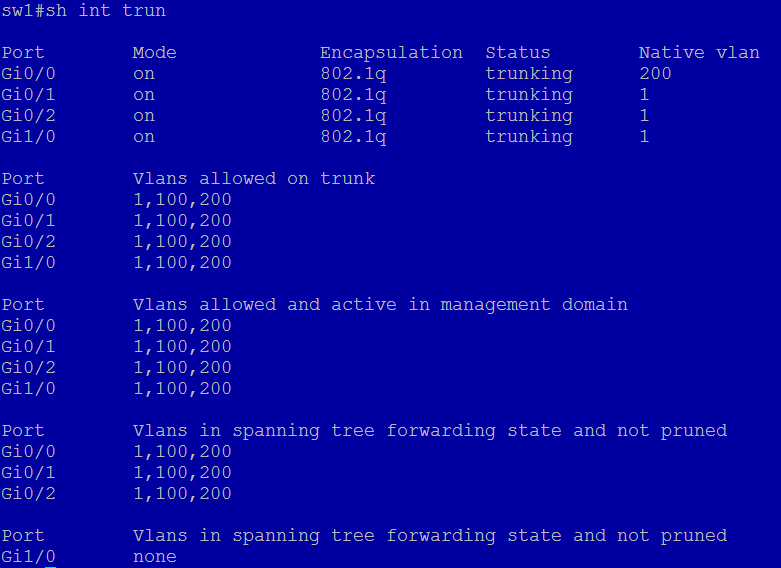 sw1#sh int trun
Port Mode Encapsulation Status Native vlan
Gi0/0 on 802.1q trunking 200
Gi0/1 on 802.1q trunking 1
Gi0/2 on 802.1q trunking 1
Gi1/0 on 802.1q trunking 1
Port Vlans allowed on trunk
Gi0/0 1,100,200
Gi0/1 1,100,200
Gi0/2 1,100,200
Gi1/0 1,100,200
Port Vlans allowed and active in management domain
Gi0/0 1,100,200
Gi0/1 1,100,200
Gi0/2 1,100,200
Gi1/0 1,100,200
Port Vlans in spanning tree forwarding state and not pruned
Gi0/0 1,100,200
Gi0/1 1,100,200
Gi0/2 1,100,200
Port Vlans in spanning tree forwarding state and not pruned
Gi1/0 none